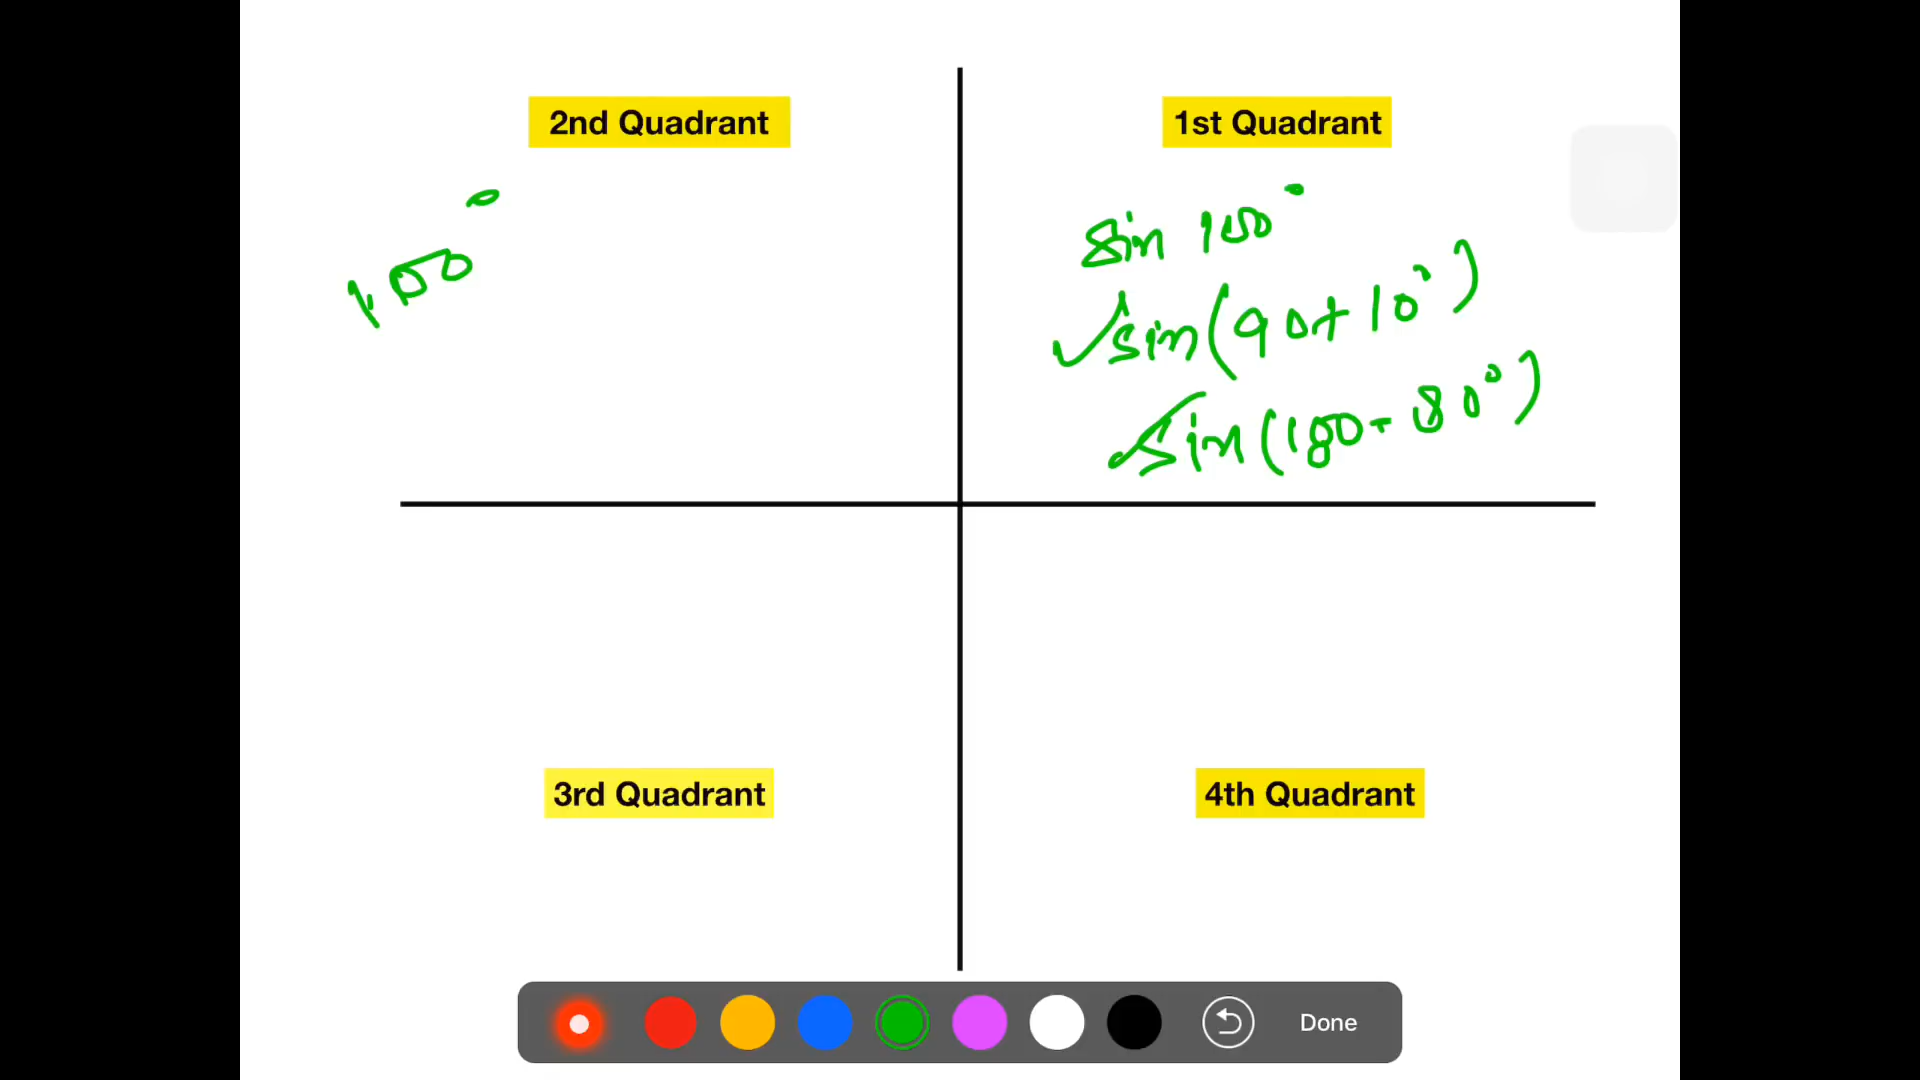 2nd Quadrant
1st Quadrant
100°
sin 100°
sin(90+10°)
sin(180-80°)
3rd Quadrant
4th Quadrant
Done